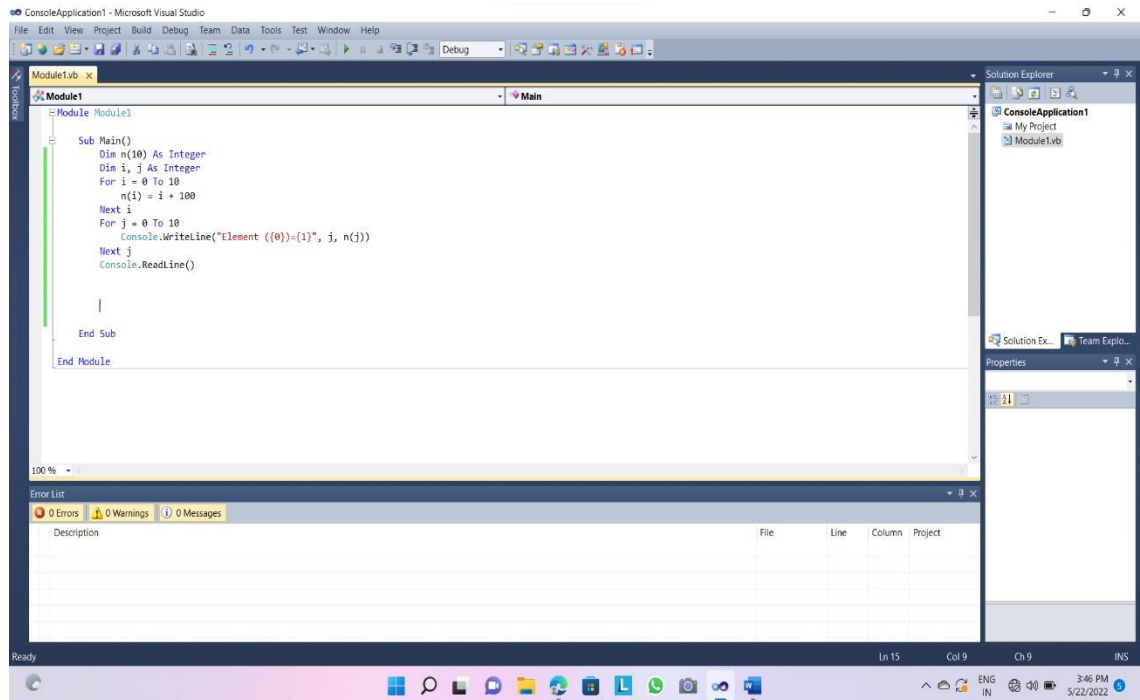 ConsoleApplication1 - Microsoft Visual Studio
File Edit View Project Build Debug Team Data Tools Test Window Help
Debug
Toolbox
Module1.vb
Module1
Main
Module Module1
Sub Main()
Dim n(10) As Integer
Dim i, j As Integer
For i = 0 To 10
n(i) = i + 100
Next i
For j = 0 To 10
Console.WriteLine("Element ({0})={1}", j, n(j))
Next j
Console.ReadLine()
End Sub
End Module
100 %
Solution Explorer
ConsoleApplication1
My Project
Module1.vb
Solution Ex... Team Explo...
Properties
Error List
0 Errors 0 Warnings 0 Messages
Description File Line Column Project
Ready Ln 15 Col 9 Ch 9 INS
ENG
IN
3:46 PM
5/22/2022
5